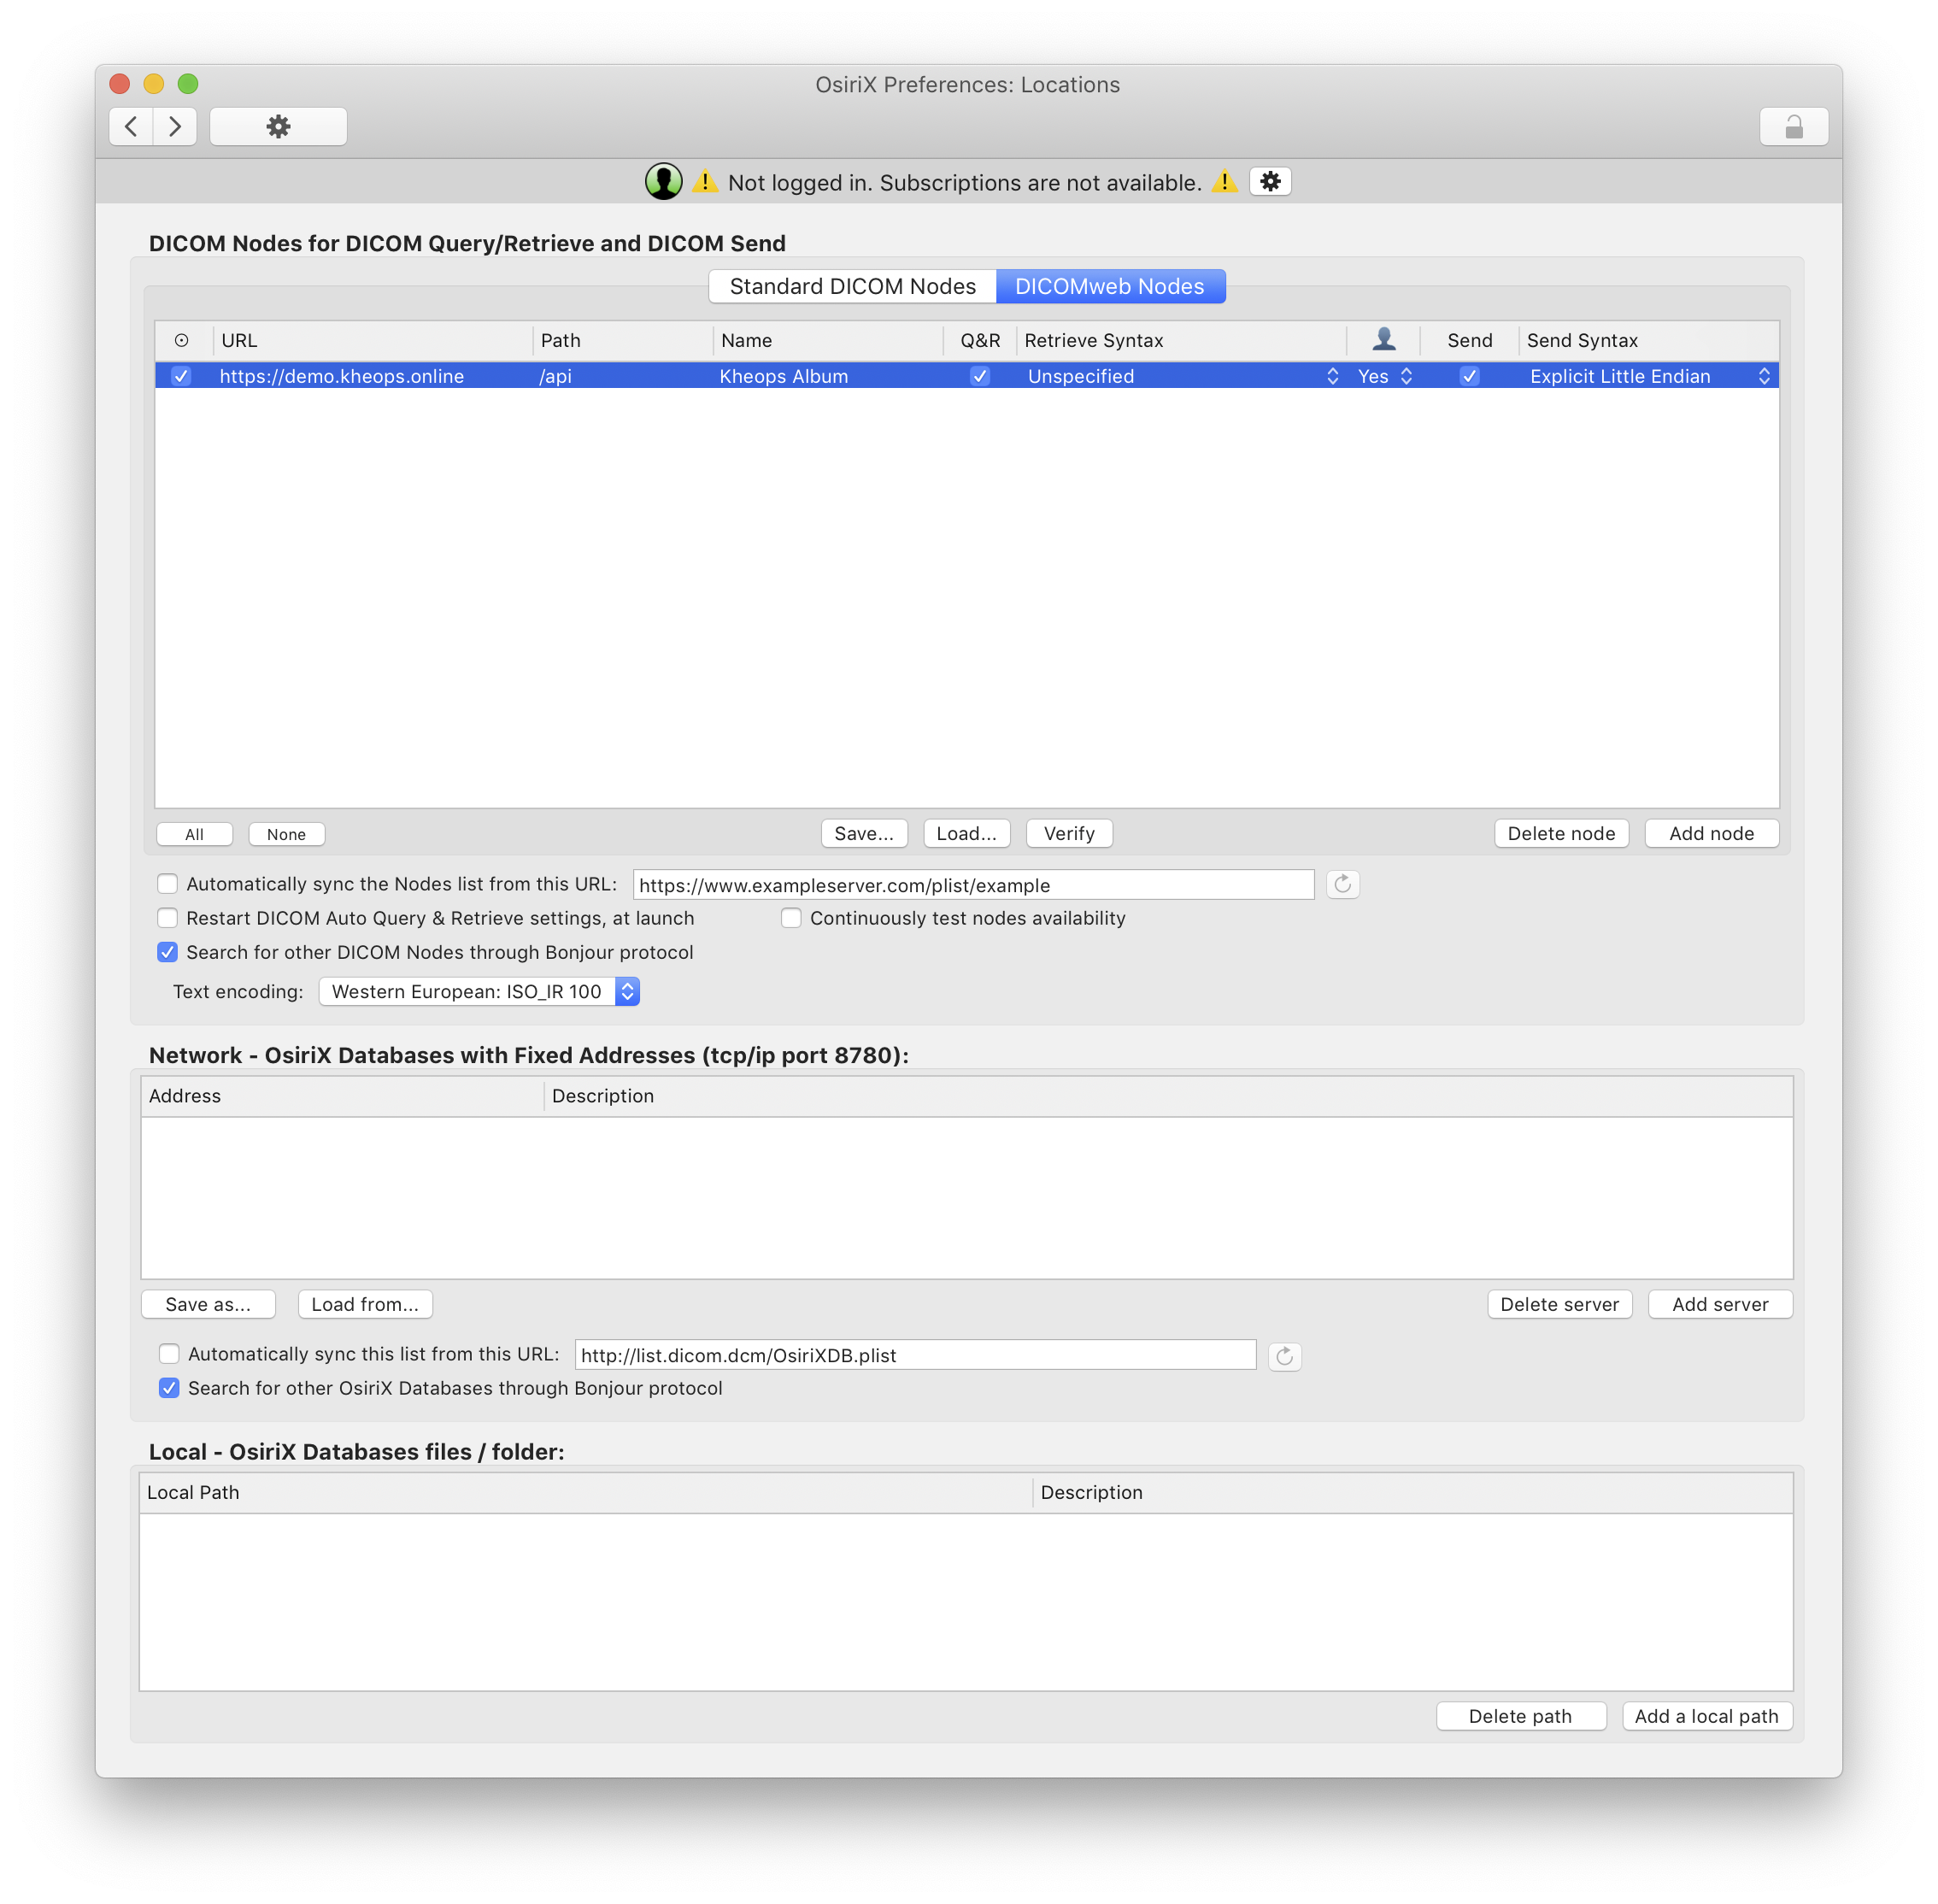 OsiriX Preferences: Locations
Not logged in. Subscriptions are not available.
DICOM Nodes for DICOM Query/Retrieve and DICOM Send
Standard DICOM Nodes DICOMweb Nodes
URL Path Name Q&R Retrieve Syntax Send Send Syntax
https://demo.kheops.online /api Kheops Album Unspecified Yes Explicit Little Endian
All None Save... Load... Verify Delete node Add node
Automatically sync the Nodes list from this URL: https://www.exampleserver.com/plist/example
Restart DICOM Auto Query & Retrieve settings, at launch Continuously test nodes availability
Search for other DICOM Nodes through Bonjour protocol
Text encoding: Western European: ISO_IR 100
Network - OsiriX Databases with Fixed Addresses (tcp/ip port 8780):
Address Description
Save as... Load from... Delete server Add server
Automatically sync this list from this URL: http://list.dicom.dcm/OsiriXDB.plist
Search for other OsiriX Databases through Bonjour protocol
Local - OsiriX Databases files / folder:
Local Path Description
Delete path Add a local path